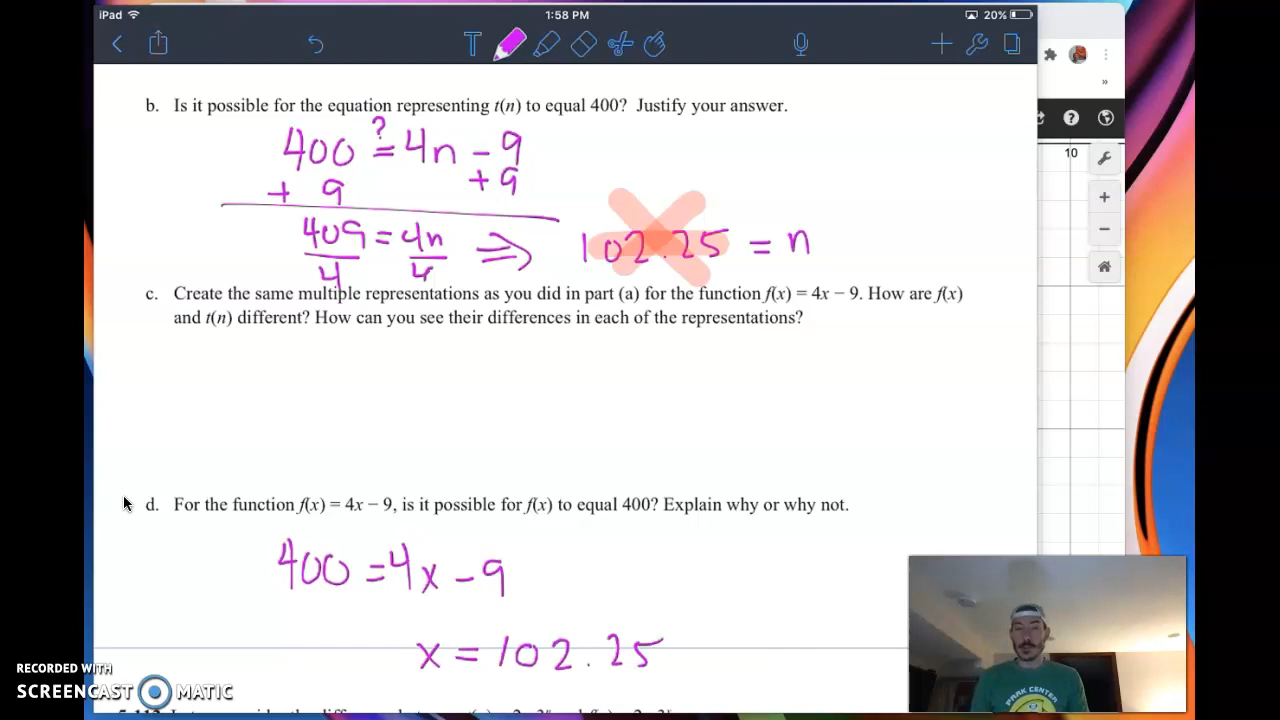 iPad 1:58 PM 20%
b. Is it possible for the equation representing t(n) to equal 400? Justify your answer.
400 ?= 4n - 9
+ 9 + 9
409 = 4n ⇒ 102.25 = n
4 4
c. Create the same multiple representations as you did in part (a) for the function f(x) = 4x − 9. How are f(x)
and t(n) different? How can you see their differences in each of the representations?
d. For the function f(x) = 4x − 9, is it possible for f(x) to equal 400? Explain why or why not.
400 = 4x - 9
x = 102.25
10
RECORDED WITH
SCREENCAST MATIC
PARK CENTER